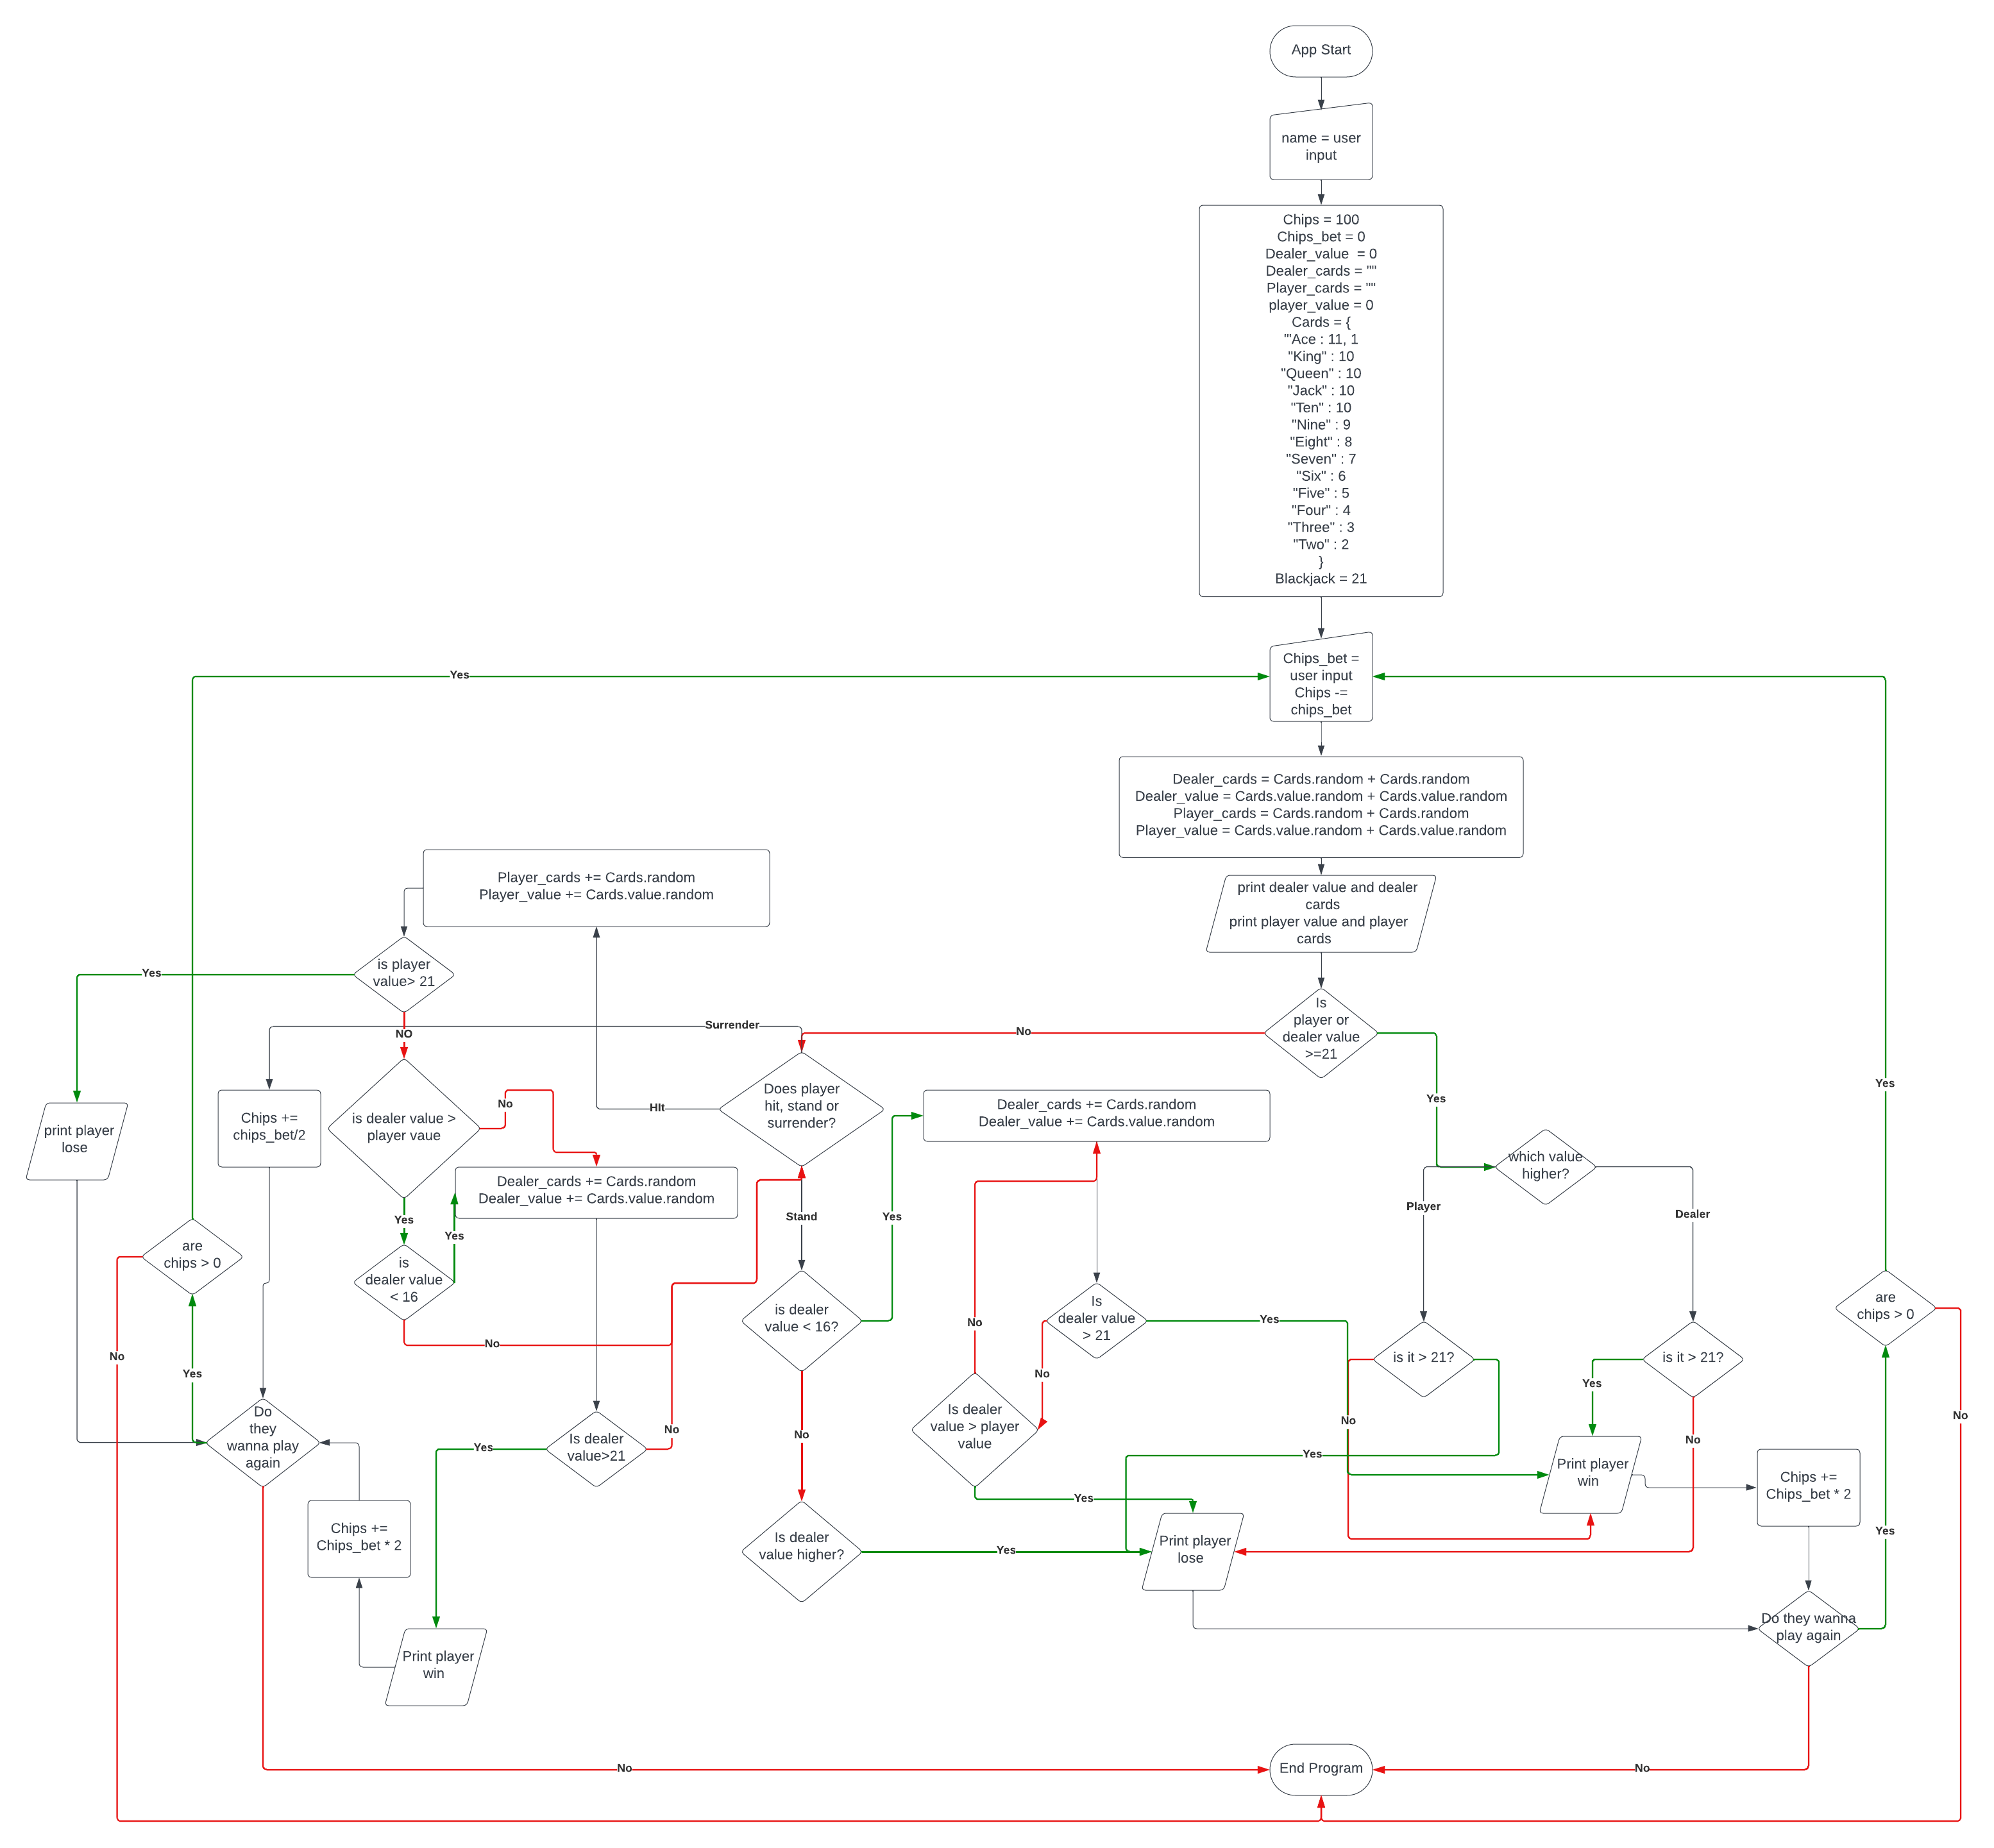 App Start
name = user
input
Chips = 100
Chips_bet = 0
Dealer_value  = 0
Dealer_cards = ""
Player_cards = ""
player_value = 0
Cards = {
"'Ace : 11, 1
"King" : 10
"Queen" : 10
"Jack" : 10
"Ten" : 10
"Nine" : 9
"Eight" : 8
"Seven" : 7
"Six" : 6
"Five" : 5
"Four" : 4
"Three" : 3
"Two" : 2
}
Blackjack = 21
Chips_bet =
user input
Chips -=
chips_bet
Yes
Dealer_cards = Cards.random + Cards.random
Dealer_value = Cards.value.random + Cards.value.random
Player_cards = Cards.random + Cards.random
Player_value = Cards.value.random + Cards.value.random
print dealer value and dealer
cards
print player value and player
cards
Player_cards += Cards.random
Player_value += Cards.value.random
is player
value> 21
Yes
NO
Surrender
No
Is
player or
dealer value
>=21
Yes
Yes
print player
lose
Chips +=
chips_bet/2
is dealer value >
player vaue
No
HIt
Does player
hit, stand or
surrender?
Dealer_cards += Cards.random
Dealer_value += Cards.value.random
which value
higher?
Player
Dealer
Dealer_cards += Cards.random
Dealer_value += Cards.value.random
Yes
Yes
Stand
Yes
are
chips > 0
is
dealer value
< 16
is dealer
value < 16?
No
Is
dealer value
> 21
Yes
is it > 21?
is it > 21?
are
chips > 0
No
No
Yes
No
Yes
No
No
No
Do
they
wanna play
again
Yes
Is dealer
value>21
No
No
Is dealer
value > player
value
Yes
Yes
Print player
win
Chips +=
Chips_bet * 2
Chips +=
Chips_bet * 2
Is dealer
value higher?
Yes
Print player
lose
Yes
Print player
win
Do they wanna
play again
No
End Program
No